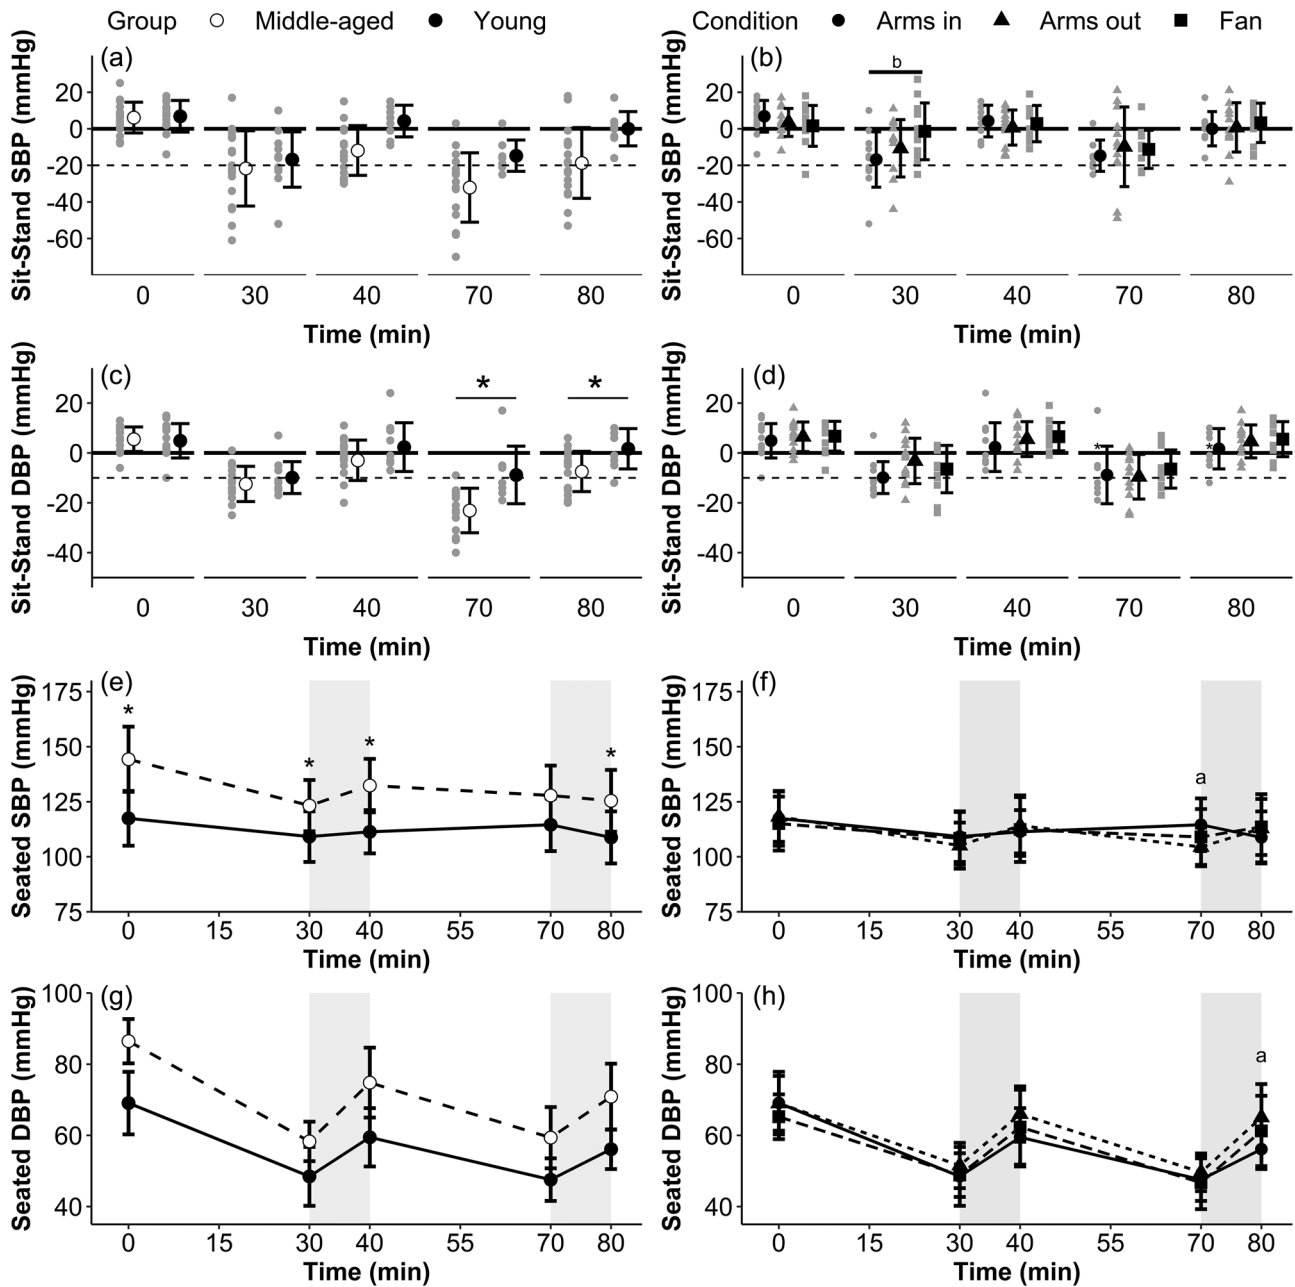 Group Middle-aged Young
Condition Arms in Arms out Fan
(a)
Sit-Stand SBP (mmHg)
20
0
-20
-40
-60
0 30 40 70 80
Time (min)
(b)
b
Sit-Stand SBP (mmHg)
20
0
-20
-40
-60
0 30 40 70 80
Time (min)
(c)
* *
Sit-Stand DBP (mmHg)
20
0
-20
-40
0 30 40 70 80
Time (min)
(d)
* *
Sit-Stand DBP (mmHg)
20
0
-20
-40
0 30 40 70 80
Time (min)
(e)
* * * *
Seated SBP (mmHg)
175
150
125
100
75
0 15 30 40 55 70 80
Time (min)
(f)
a
Seated SBP (mmHg)
175
150
125
100
75
0 15 30 40 55 70 80
Time (min)
(g)
Seated DBP (mmHg)
100
80
60
40
0 15 30 40 55 70 80
Time (min)
(h)
a
Seated DBP (mmHg)
100
80
60
40
0 15 30 40 55 70 80
Time (min)